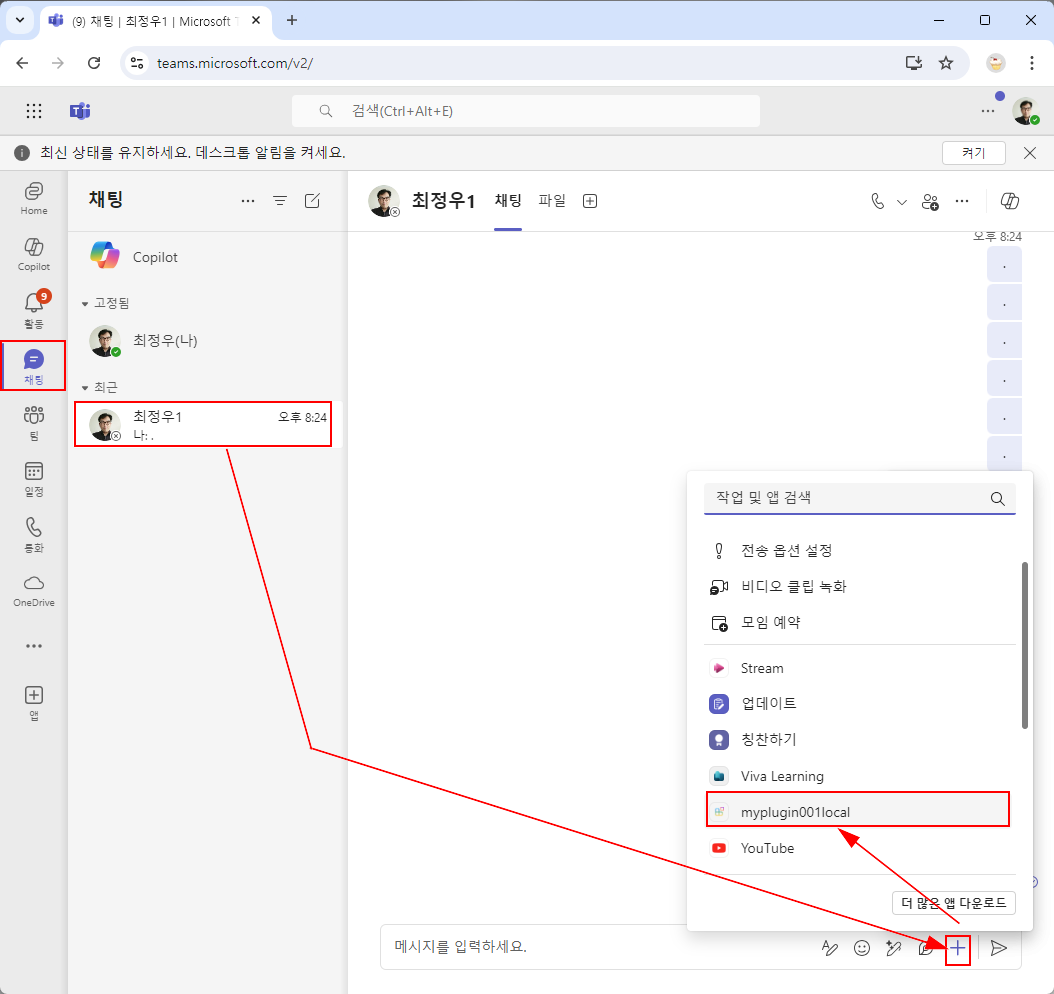 (9) 채팅 | 최정우1 | Microsoft T
teams.microsoft.com/v2/
검색(Ctrl+Alt+E)
최신 상태를 유지하세요. 데스크톱 알림을 켜세요.
켜기
Home
Copilot
9
활동
채팅
팀
일정
통화
OneDrive
앱
채팅
Copilot
고정됨
최정우(나)
최근
최정우1
오후 8:24
나: .
최정우1
채팅
파일
오후 8:24
.
.
.
.
.
.
작업 및 앱 검색
전송 옵션 설정
비디오 클립 녹화
모임 예약
Stream
업데이트
칭찬하기
Viva Learning
myplugin001local
YouTube
더 많은 앱 다운로드
메시지를 입력하세요.